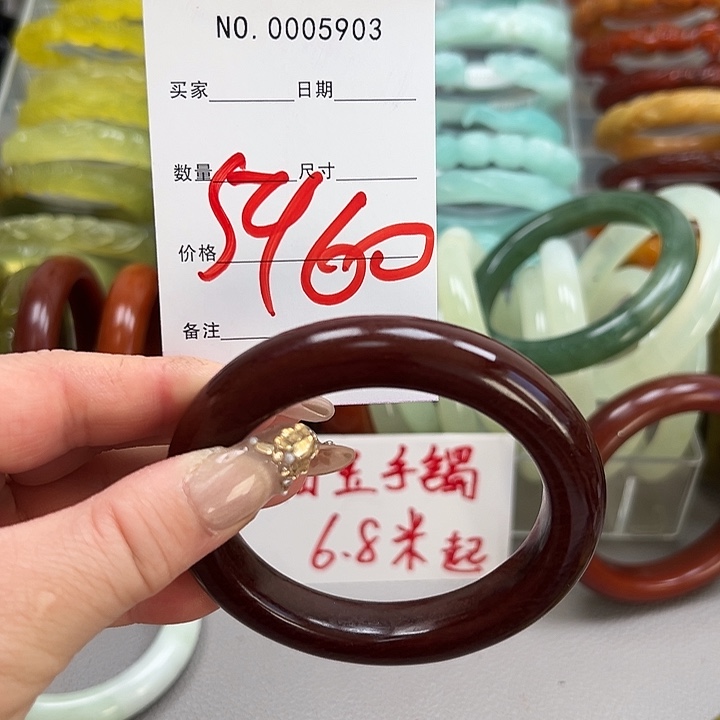 NO. 0005903
买家 日期
数量 尺寸
价格 5460
备注
手镯
6.8米起